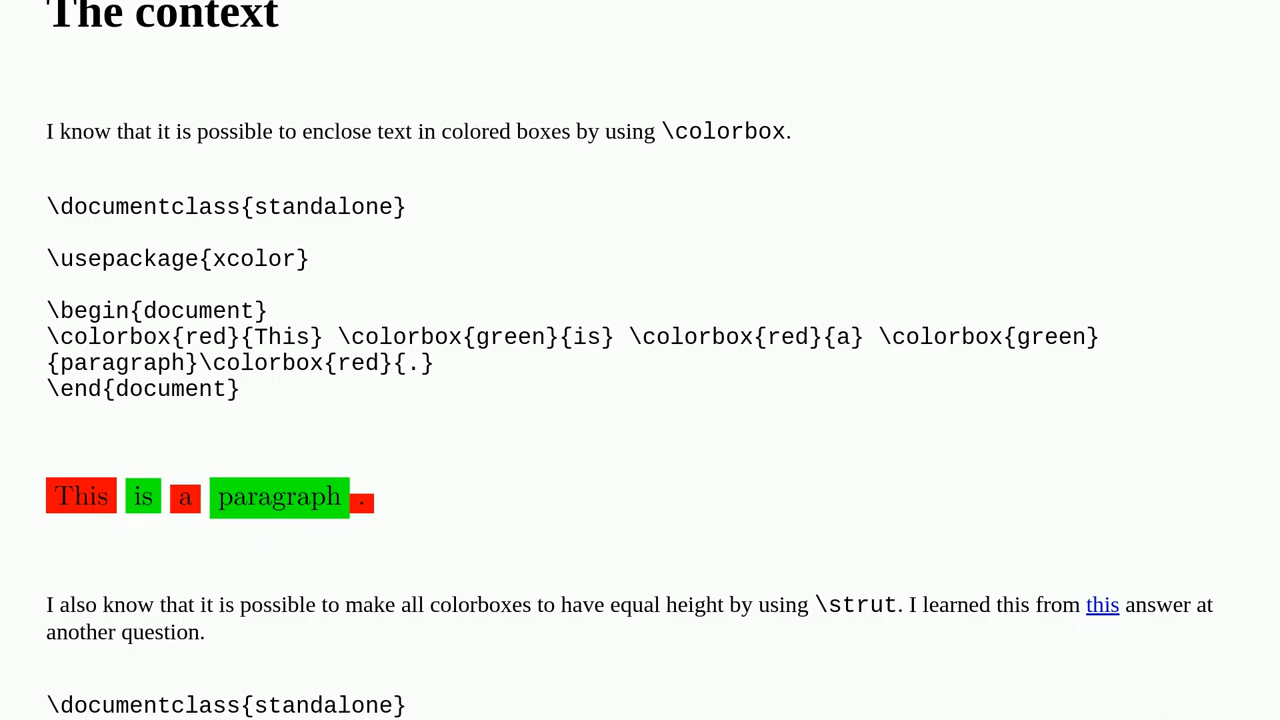 The context
I know that it is possible to enclose text in colored boxes by using \colorbox.
\documentclass{standalone}
\usepackage{xcolor}
\begin{document}
\colorbox{red}{This} \colorbox{green}{is} \colorbox{red}{a} \colorbox{green}
{paragraph}\colorbox{red}{.}
\end{document}
This is a paragraph .
I also know that it is possible to make all colorboxes to have equal height by using \strut. I learned this from this answer at
another question.
\documentclass{standalone}